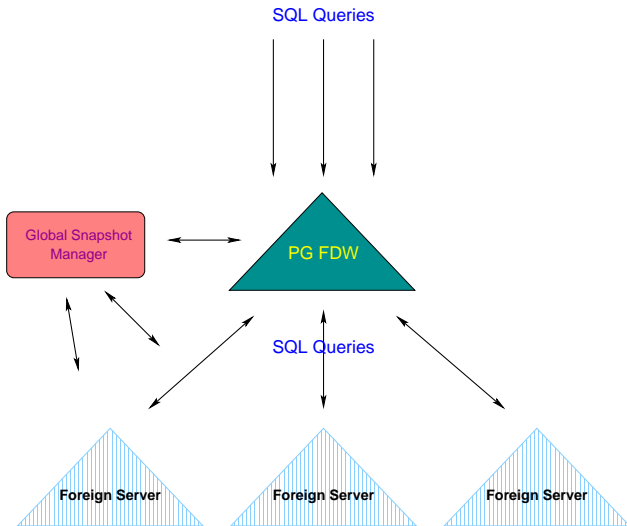 SQL Queries
Global Snapshot
Manager
PG FDW
SQL Queries
Foreign Server
Foreign Server
Foreign Server